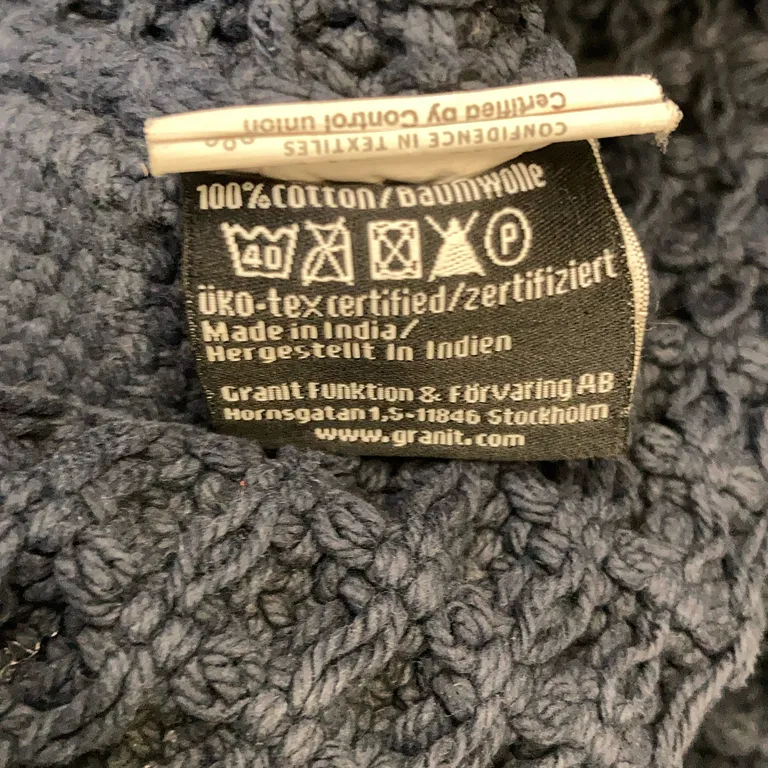 Certified by Control union
CONFIDENCE IN TEXTILES
100% Cotton/Baumwolle
40 P
ÜKO-tex certified/zertifiziert
Made in India/
Hergestellt In Indien
Granit Funktion & Förvaring AB
Hornsgatan 1,S-11846 Stockholm
www.granit.com